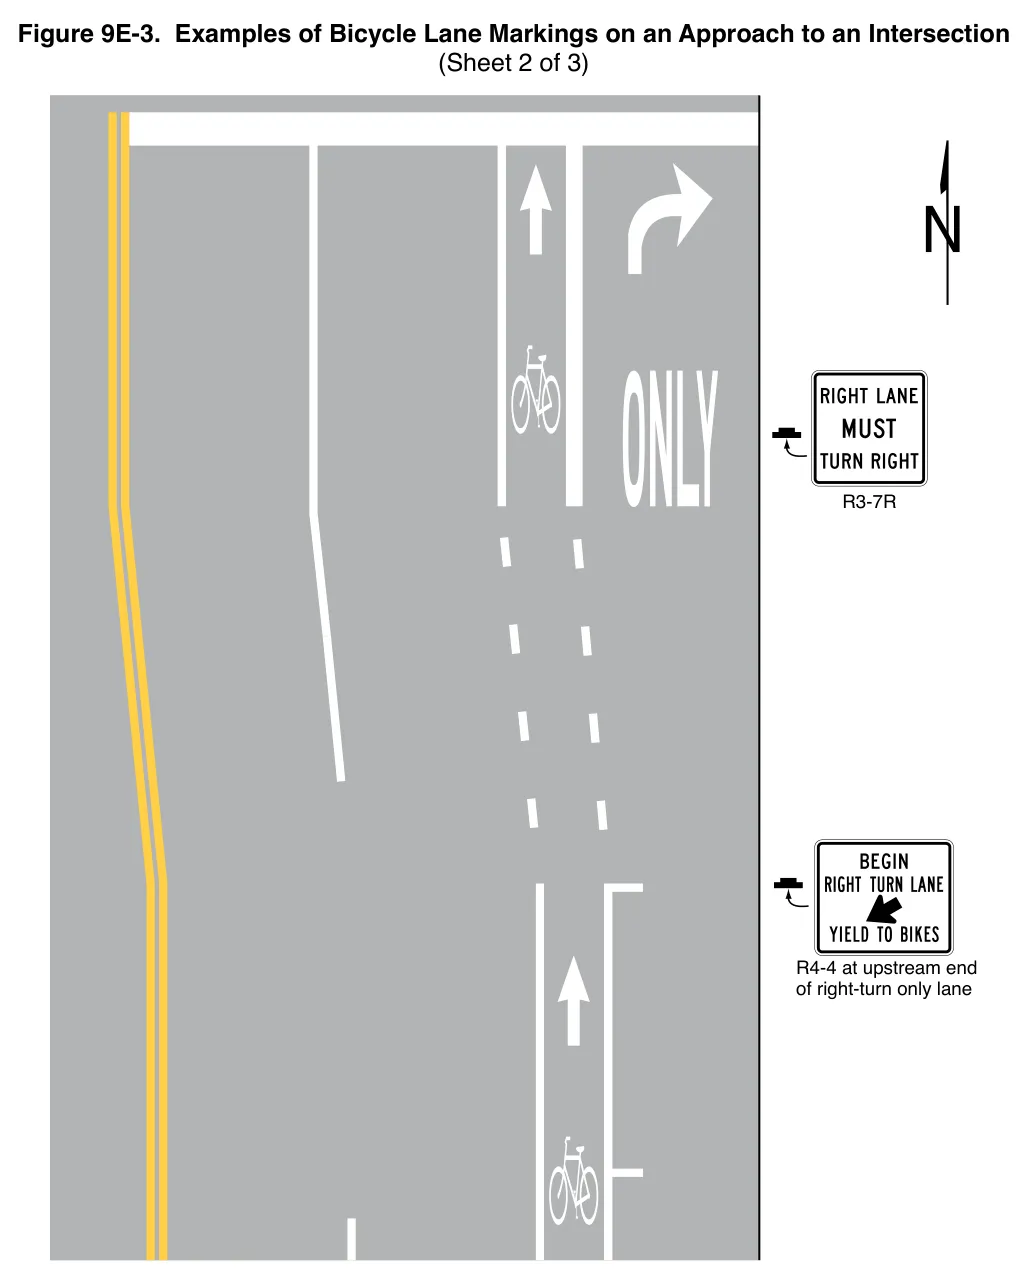 Figure 9E-3.  Examples of Bicycle Lane Markings on an Approach to an Intersection
(Sheet 2 of 3)
N
ONLY
RIGHT LANE
MUST
TURN RIGHT
R3-7R
BEGIN
RIGHT TURN LANE
YIELD TO BIKES
R4-4 at upstream end
of right-turn only lane